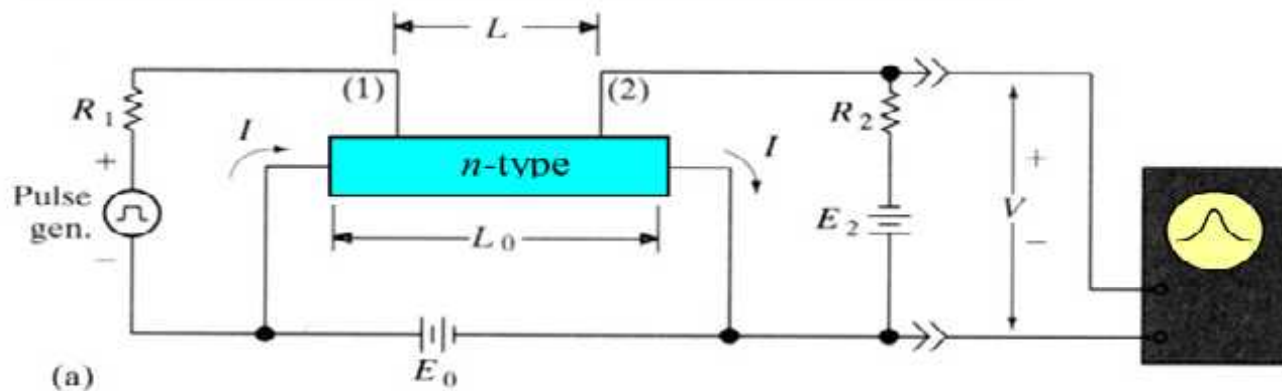 L
(1)
(2)
R1
R2
I
I
+
n-type
+
Pulse
gen.
V
E2
L0
−
−
E0
(a)